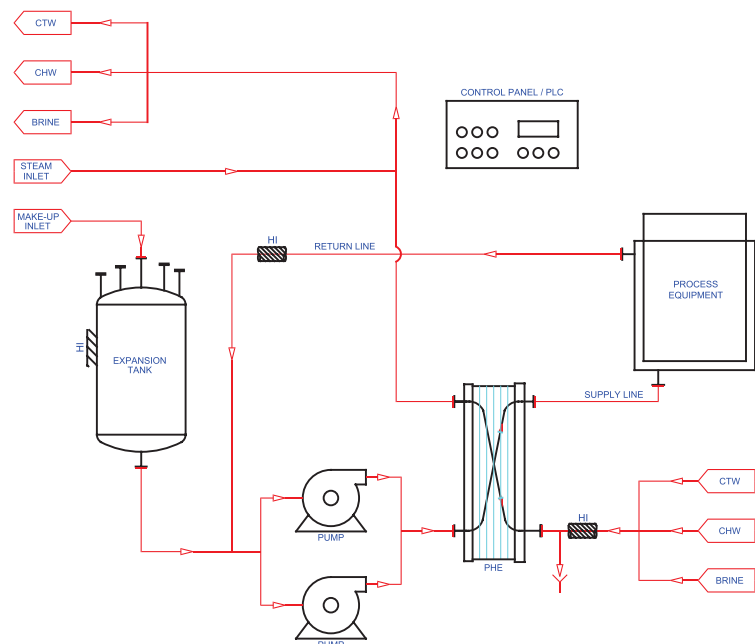 CTW
CHW
BRINE
CONTROL PANEL / PLC
STEAM
INLET
MAKE-UP
INLET
HI
RETURN LINE
PROCESS
EQUIPMENT
HI
EXPANSION
TANK
SUPPLY LINE
CTW
HI
CHW
PUMP
PHE
BRINE
PUMP